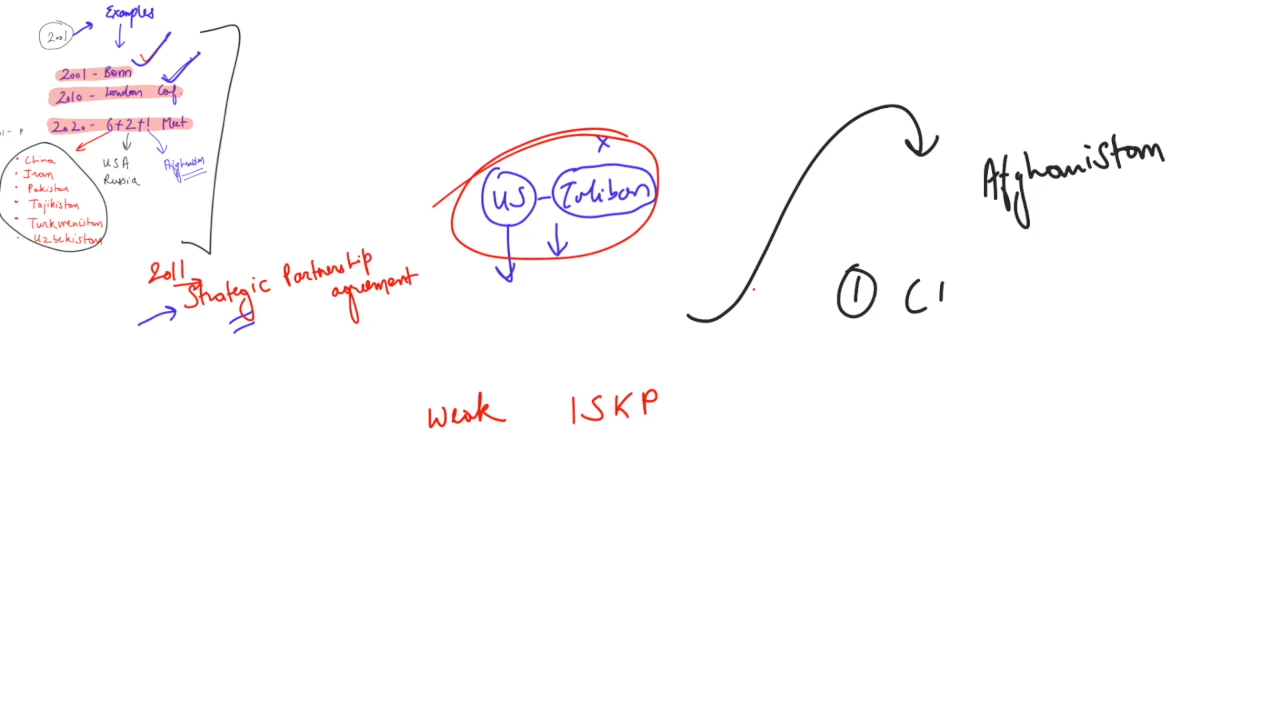 Examples
2001
2001 - Bonn
2010 - London Conf
2020 - 6+2+1 Meet
• China
• Iran
• Pakistan
• Tajikistan
• Turkmenistan
• Uzbekistan
USA
Russia
Afghanistan
2011
Strategic Partnership
agreement
US - Taliban
x
Weak ISKP
Afghanistan
① CI